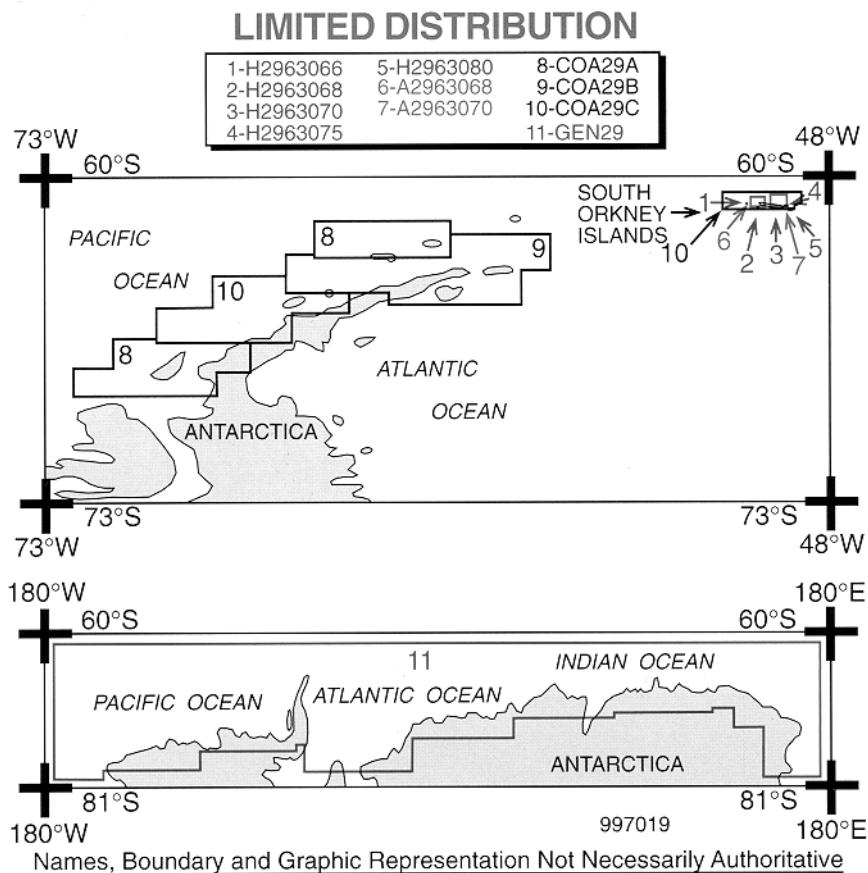 LIMITED DISTRIBUTION
1-H2963066 5-H2963080 8-COA29A
2-H2963068 6-A2963068 9-COA29B
3-H2963070 7-A2963070 10-COA29C
4-H2963075 11-GEN29
73°W 48°W
60°S 60°S
SOUTH
ORKNEY
ISLANDS
1 4
10 6 2 3 7 5
PACIFIC
OCEAN
8
9
10
8
ATLANTIC
OCEAN
ANTARCTICA
73°S 73°S
73°W 48°W
180°W 180°E
60°S 60°S
11
INDIAN OCEAN
PACIFIC OCEAN
ATLANTIC OCEAN
ANTARCTICA
81°S 81°S
180°W 180°E
997019
Names, Boundary and Graphic Representation Not Necessarily Authoritative